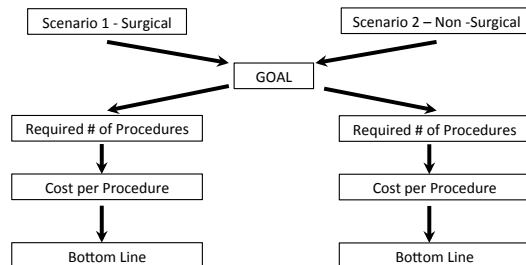 Scenario 1 - Surgical
Scenario 2 – Non -Surgical
GOAL
Required # of Procedures
Required # of Procedures
Cost per Procedure
Cost per Procedure
Bottom Line
Bottom Line